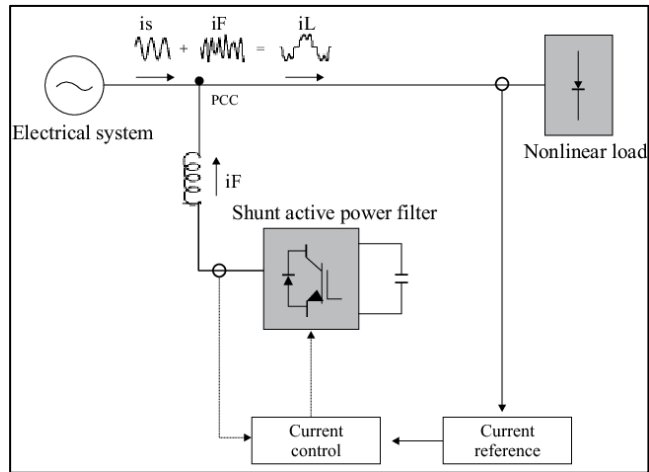 is iF iL
+ =
PCC
Electrical system
Nonlinear load
iF
Shunt active power filter
Current
control
Current
reference